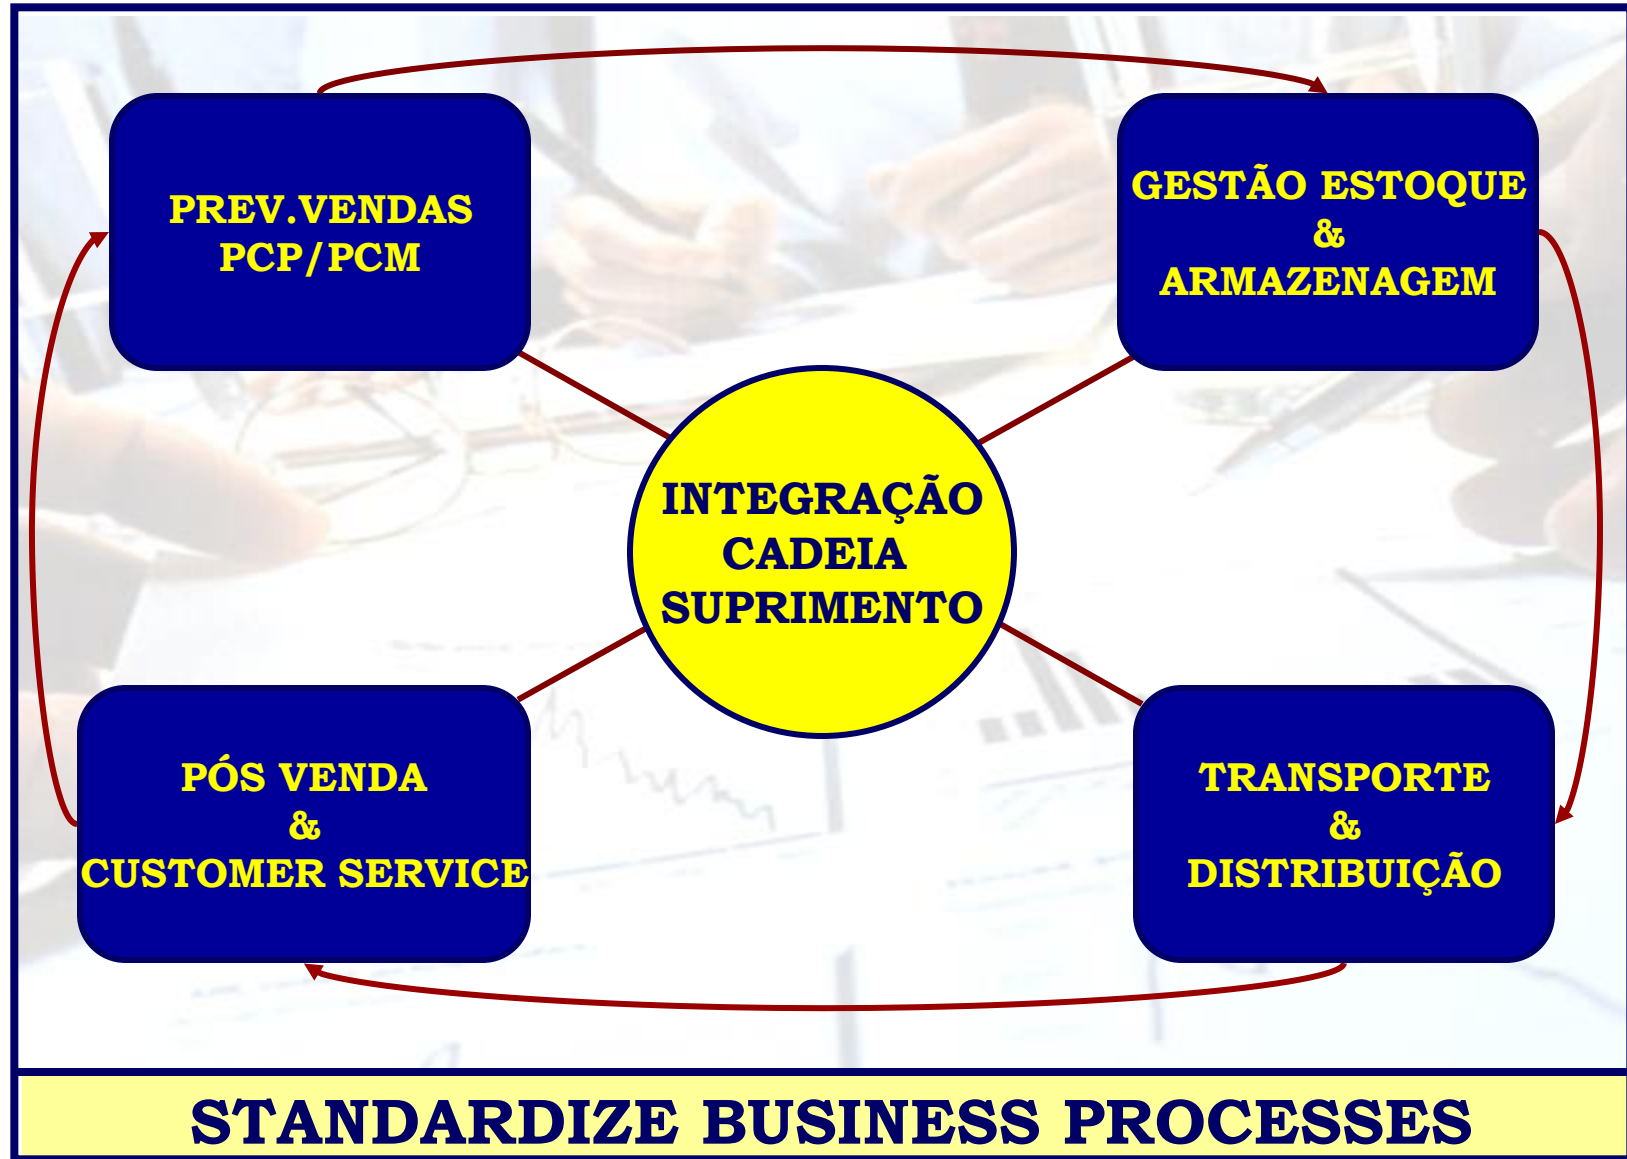 PREV.VENDAS
PCP/PCM
GESTÃO ESTOQUE
&
ARMAZENAGEM
INTEGRAÇÃO
CADEIA
SUPRIMENTO
PÓS VENDA
&
CUSTOMER SERVICE
TRANSPORTE
&
DISTRIBUIÇÃO
STANDARDIZE BUSINESS PROCESSES